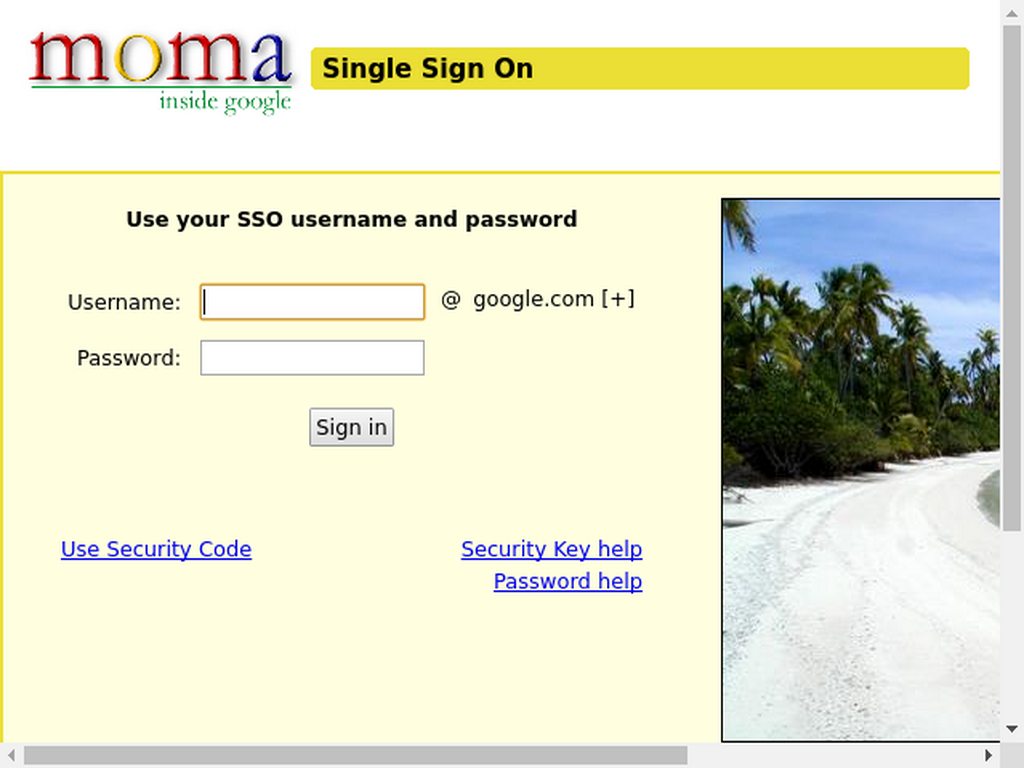 moma
inside google
Single Sign On
Use your SSO username and password
Username: @ google.com [+]
Password:
Sign in
Use Security Code
Security Key help
Password help